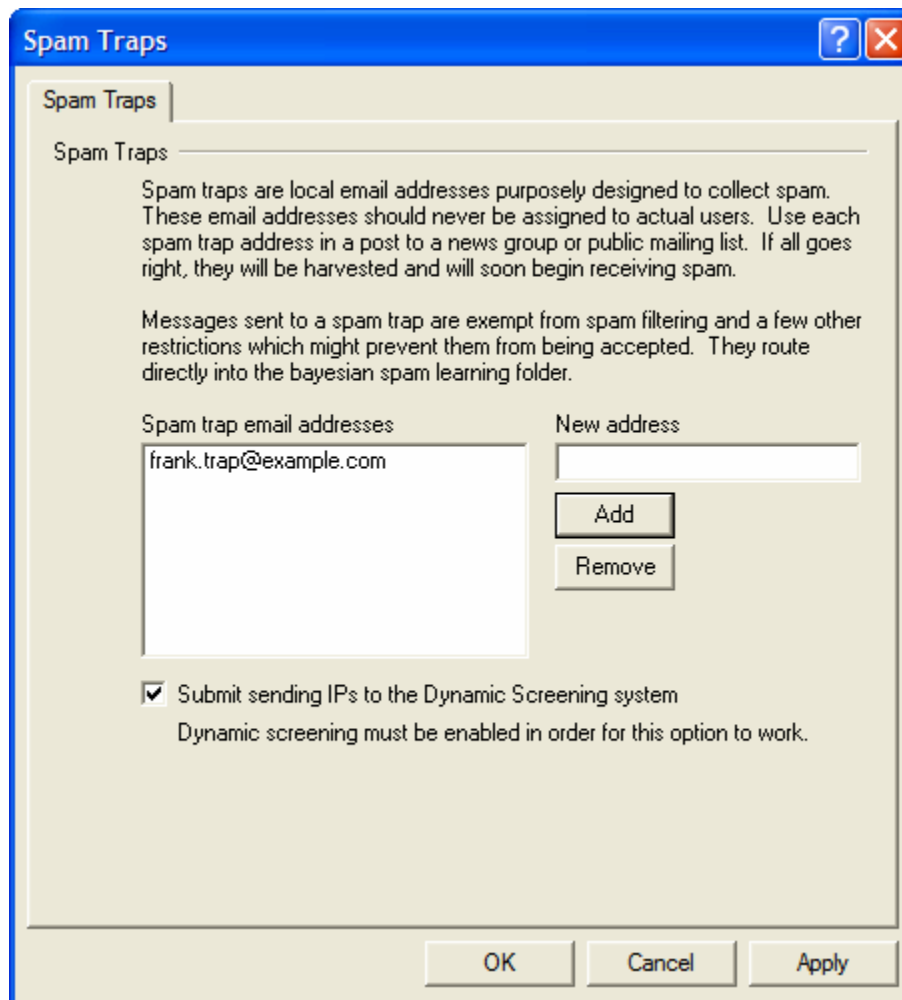 Spam Traps
Spam Traps
Spam Traps
Spam traps are local email addresses purposely designed to collect spam.
These email addresses should never be assigned to actual users.  Use each
spam trap address in a post to a news group or public mailing list.  If all goes
right, they will be harvested and will soon begin receiving spam.
Messages sent to a spam trap are exempt from spam filtering and a few other
restrictions which might prevent them from being accepted.  They route
directly into the bayesian spam learning folder.
Spam trap email addresses
New address
frank.trap@example.com
Add
Remove
Submit sending IPs to the Dynamic Screening system
Dynamic screening must be enabled in order for this option to work.
OK
Cancel
Apply